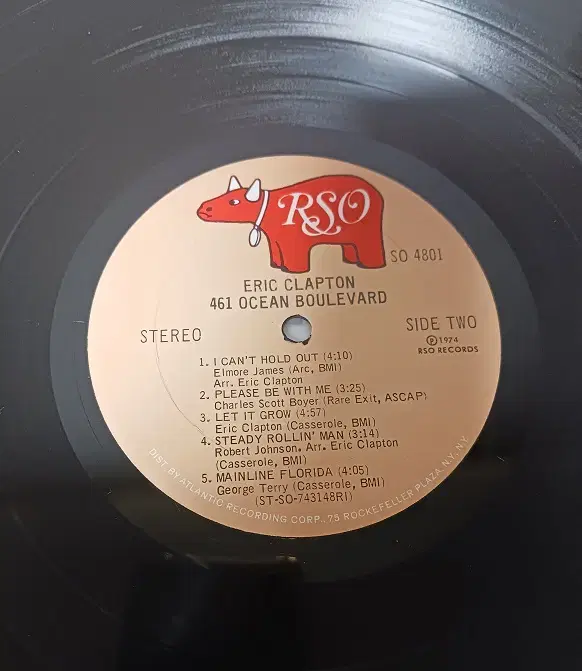 RSO
SO 4801
ERIC CLAPTON
461 OCEAN BOULEVARD
STEREO
SIDE TWO
℗ 1974
RSO RECORDS
1. I CAN'T HOLD OUT (4:10)
Elmore James (Arc, BMI)
Arr. Eric Clapton
2. PLEASE BE WITH ME (3:25)
Charles Scott Boyer (Rare Exit, ASCAP)
3. LET IT GROW (4:57)
Eric Clapton (Casserole, BMI)
4. STEADY ROLLIN' MAN (3:14)
Robert Johnson, Arr. Eric Clapton
(Casserole, BMI)
5. MAINLINE FLORIDA (4:05)
George Terry (Casserole, BMI)
(ST-SO-743148RI)
DIST BY ATLANTIC RECORDING CORP., 75 ROCKEFELLER PLAZA, N.Y., N.Y.